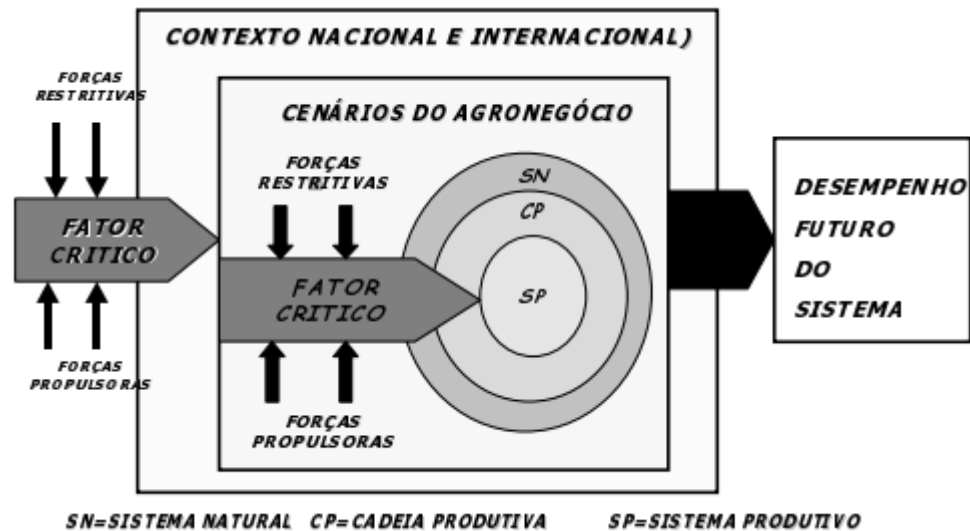 CONTEXTO NACIONAL E INTERNACIONAL)
FORÇAS
RESTRITIVAS
CENÁRIOS DO AGRONEGÓCIO
FORÇAS
RESTRITIVAS
SN
CP
SP
FATOR
CRITICO
FATOR
CRITICO
FORÇAS
PROPULSORAS
FORÇAS
PROPULSORAS
DESEMPENHO
FUTURO
DO
SISTEMA
SN=SISTEMA NATURAL CP=CADEIA PRODUTIVA SP=SISTEMA PRODUTIVO